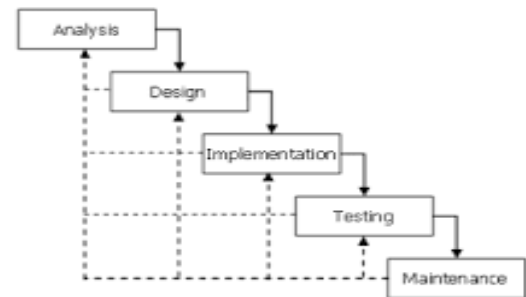 Analysis
Design
Implementation
Testing
Maintenance